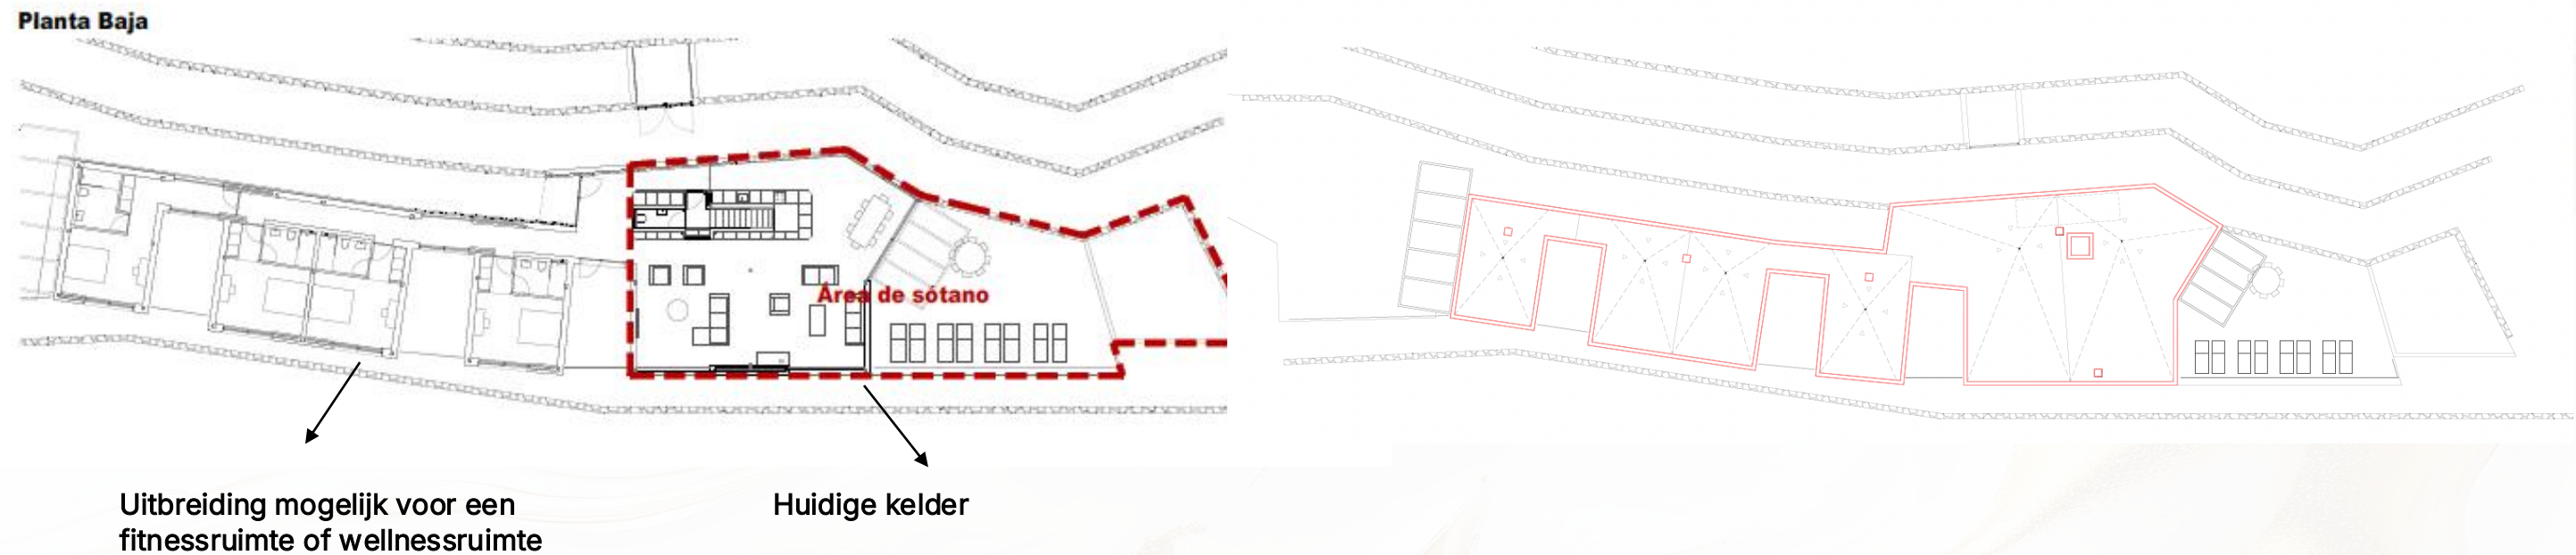 Planta Baja
Área de sótano
Uitbreiding mogelijk voor een
fitnessruimte of wellnessruimte
Huidige kelder